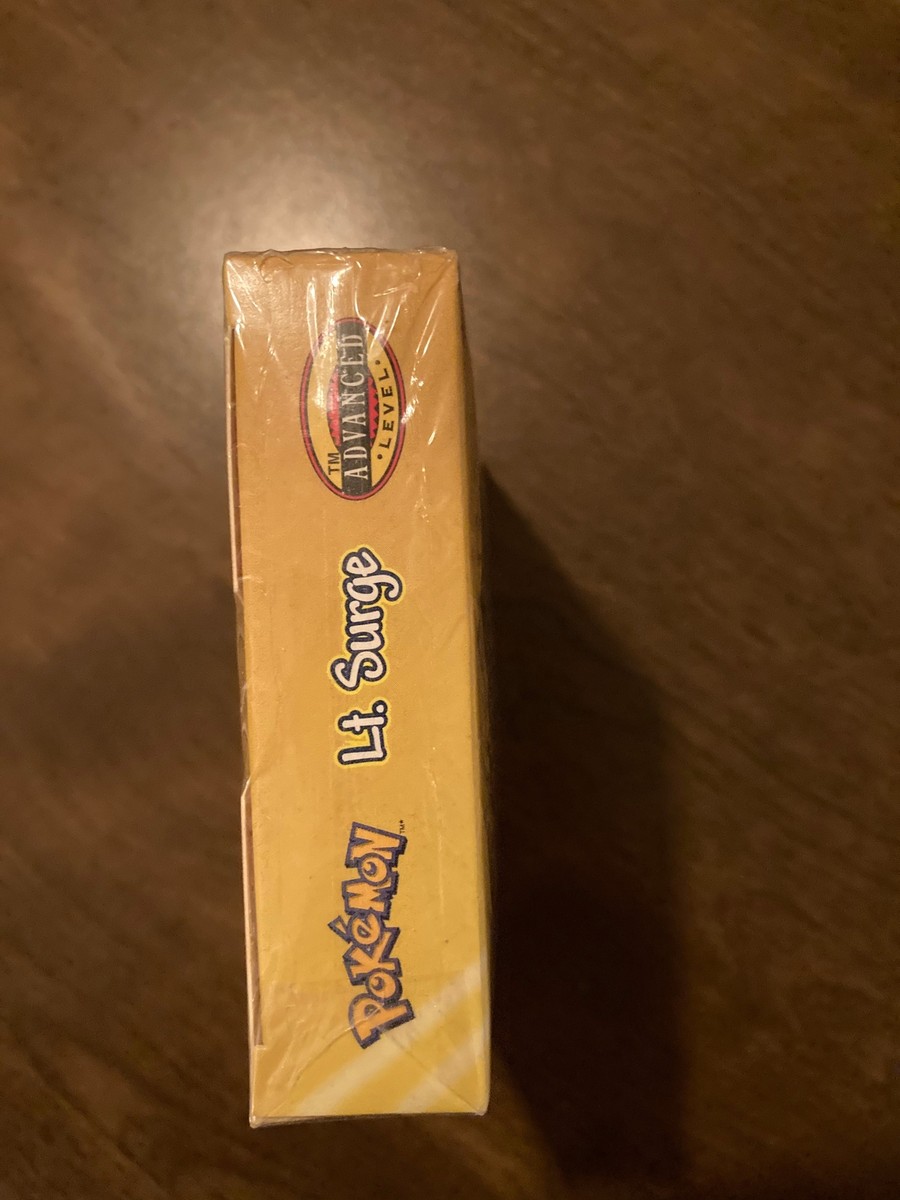 POKéMON™
Lt. Surge
™
ADVANCED
•LEVEL•